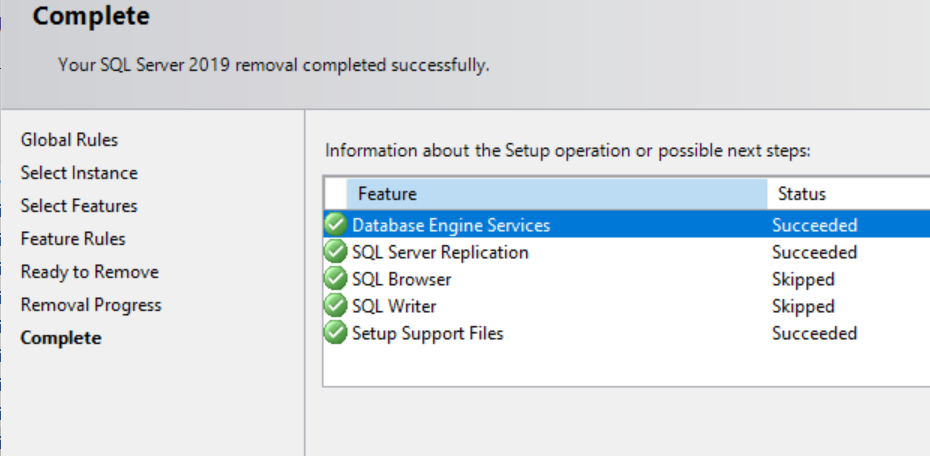 Complete
Your SQL Server 2019 removal completed successfully.
Global Rules
Select Instance
Select Features
Feature Rules
Ready to Remove
Removal Progress
Complete
Information about the Setup operation or possible next steps:
Feature Status
Database Engine Services Succeeded
SQL Server Replication Succeeded
SQL Browser Skipped
SQL Writer Skipped
Setup Support Files Succeeded